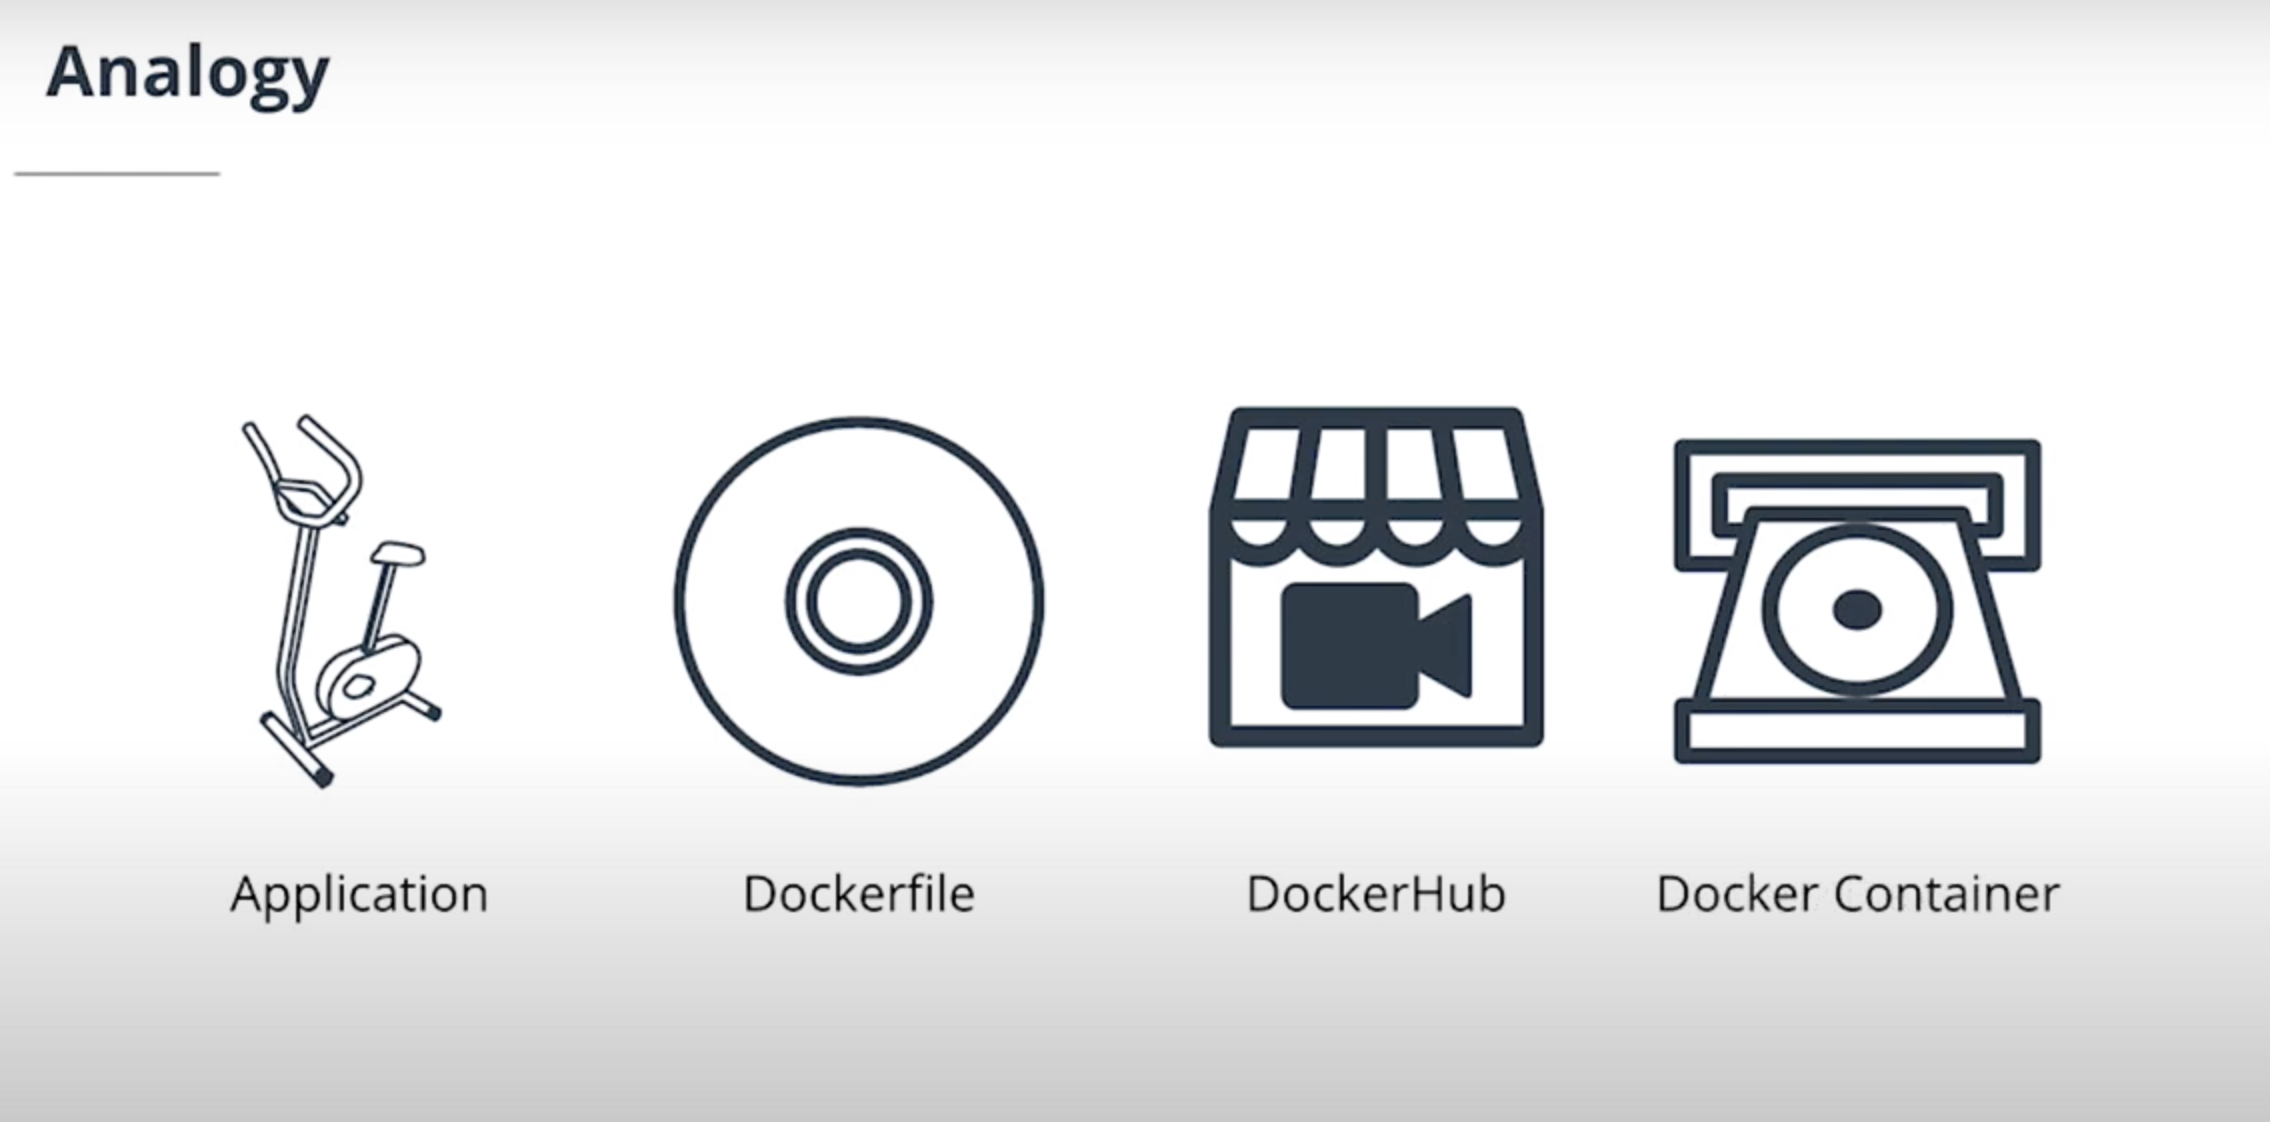 Analogy
Application
Dockerfile
DockerHub
Docker Container